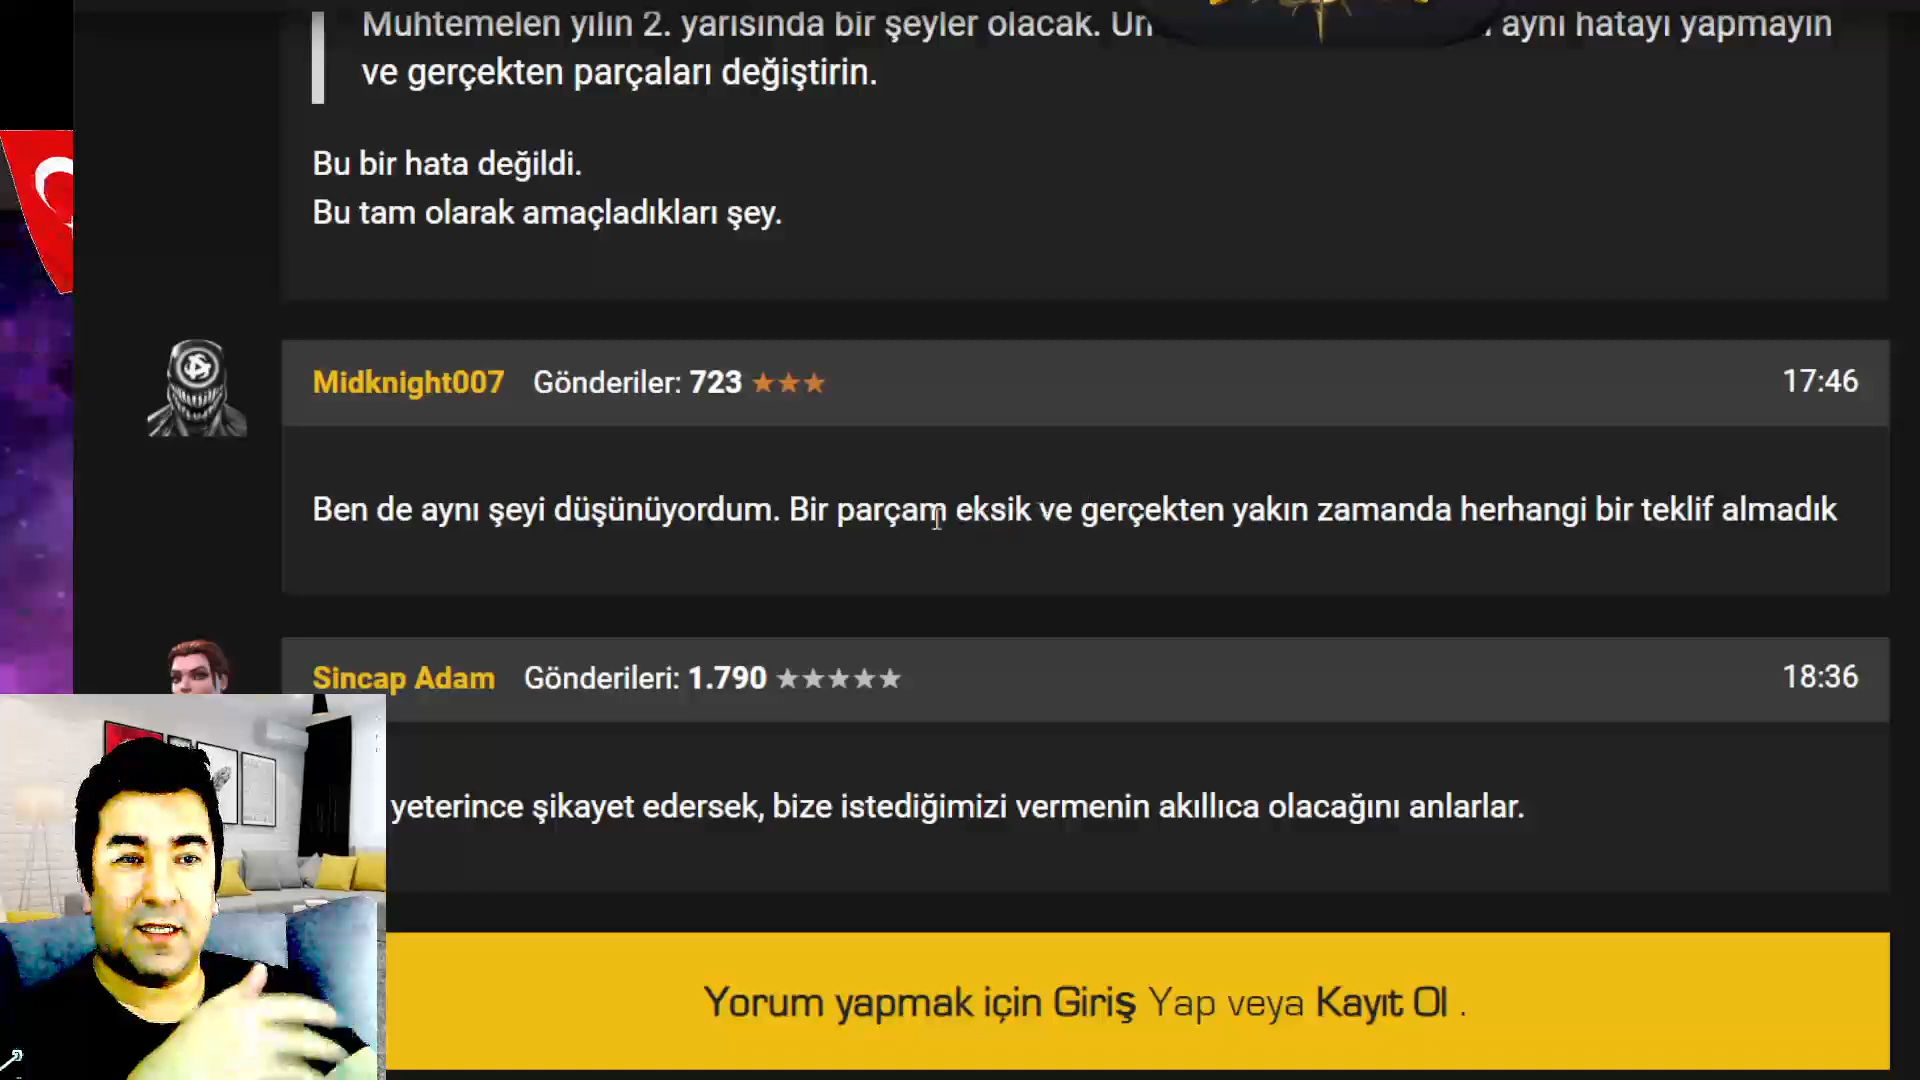 Muhtemelen yılın 2. yarısında bir şeyler olacak. aynı hatayı yapmayın
ve gerçekten parçaları değiştirin.
Bu bir hata değildi.
Bu tam olarak amaçladıkları şey.
Midknight007 Gönderiler: 723 ★★★ 17:46
Ben de aynı şeyi düşünüyordum. Bir parçam eksik ve gerçekten yakın zamanda herhangi bir teklif almadık
Sincap Adam Gönderileri: 1.790 ★★★★★ 18:36
yeterince şikayet edersek, bize istediğimizi vermenin akıllıca olacağını anlarlar.
Yorum yapmak için Giriş Yap veya Kayıt Ol .